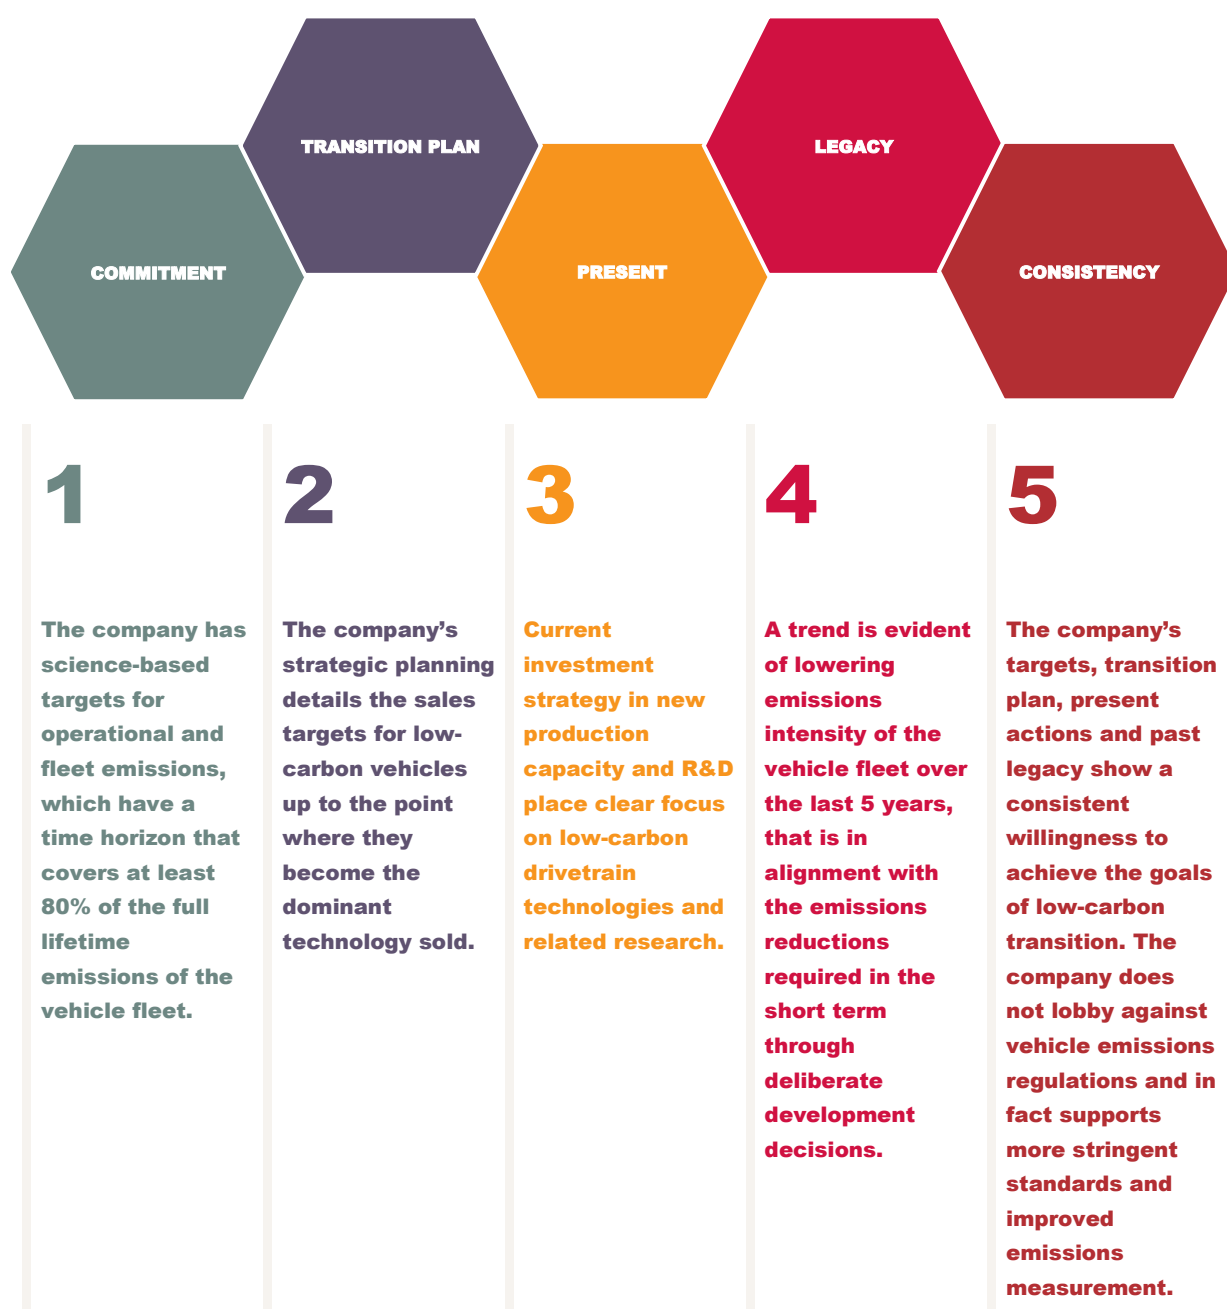 TRANSITION PLAN
LEGACY
COMMITMENT
PRESENT
CONSISTENCY
1
The company has
science-based
targets for
operational and
fleet emissions,
which have a
time horizon that
covers at least
80% of the full
lifetime
emissions of the
vehicle fleet.
2
The company’s
strategic planning
details the sales
targets for low-
carbon vehicles
up to the point
where they
become the
dominant
technology sold.
3
Current
investment
strategy in new
production
capacity and R&D
place clear focus
on low-carbon
drivetrain
technologies and
related research.
4
A trend is evident
of lowering
emissions
intensity of the
vehicle fleet over
the last 5 years,
that is in
alignment with
the emissions
reductions
required in the
short term
through
deliberate
development
decisions.
5
The company’s
targets, transition
plan, present
actions and past
legacy show a
consistent
willingness to
achieve the goals
of low-carbon
transition. The
company does
not lobby against
vehicle emissions
regulations and in
fact supports
more stringent
standards and
improved
emissions
measurement.